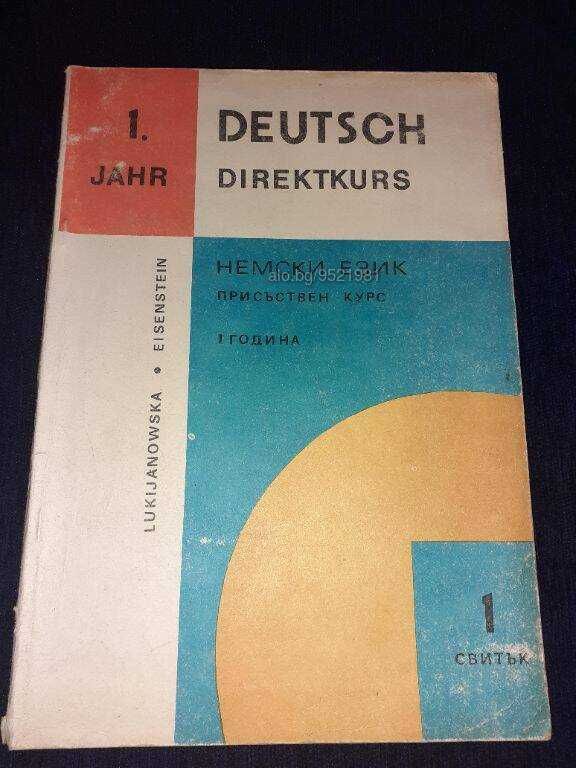 1.
JAHR
DEUTSCH
DIREKTKURS
LUKIJANOWSKA • EISENSTEIN
НЕМСКИ ЕЗИК
alo.bg 9521981
ПРИСЪСТВЕН КУРС
I ГОДИНА
1
СВИТЪК